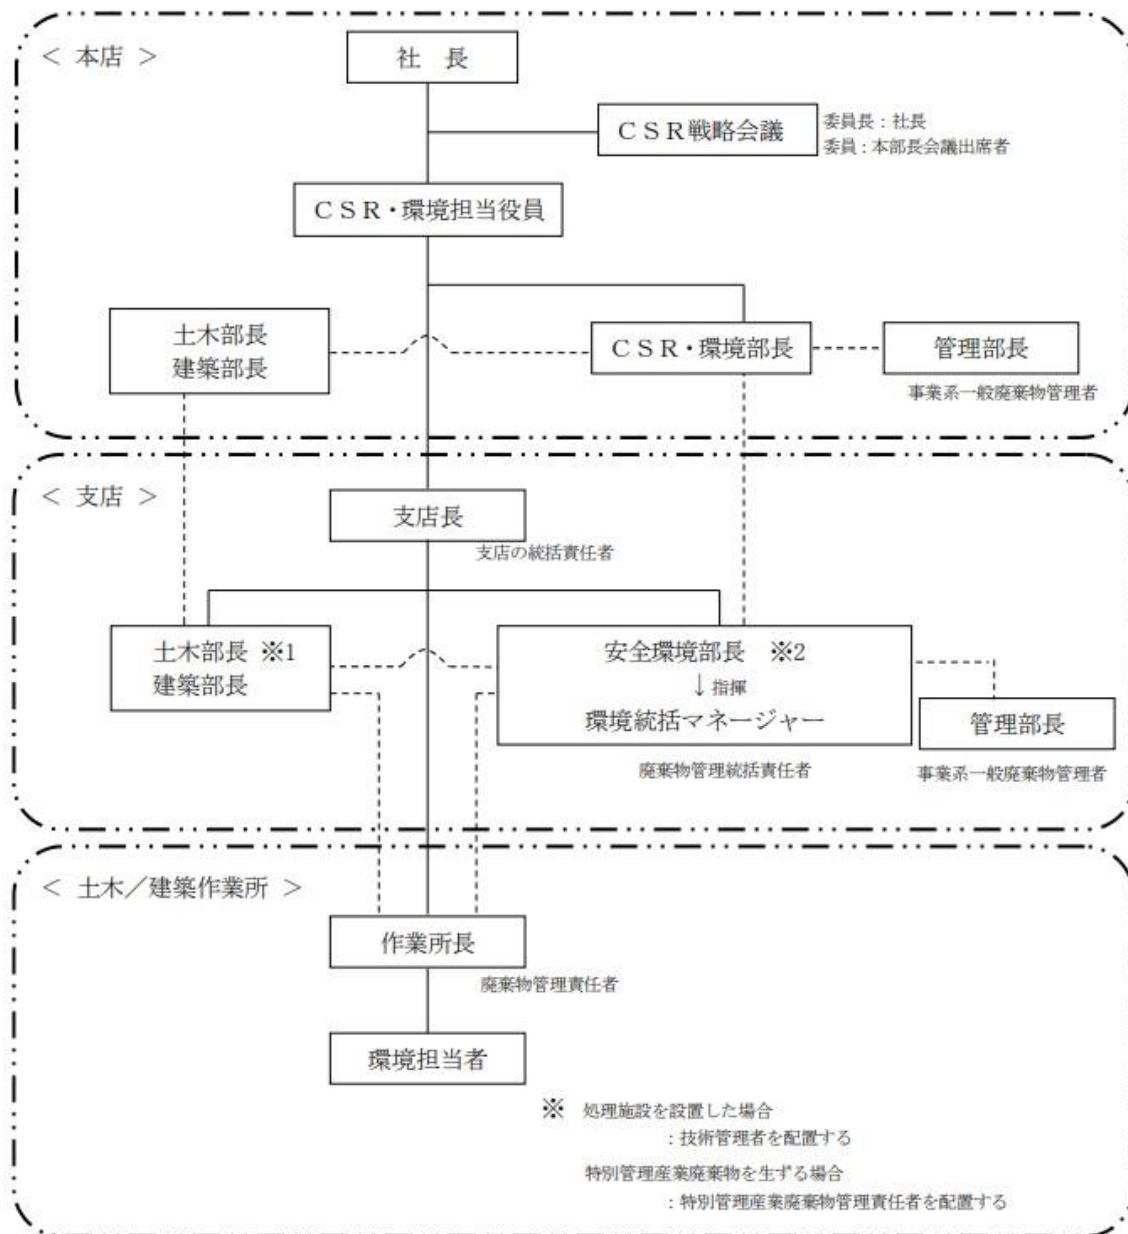 < 本店 >
社 長
CSR戦略会議
委員長：社長
委員：本部長会議出席者
CSR・環境担当役員
土木部長
建築部長
CSR・環境部長
管理部長
事業系一般廃棄物管理者
< 支店 >
支店長
支店の統括責任者
土木部長 ※1
建築部長
安全環境部長 ※2
↓指揮
環境統括マネージャー
廃棄物管理統括責任者
管理部長
事業系一般廃棄物管理者
< 土木／建築作業所 >
作業所長
廃棄物管理責任者
環境担当者
※ 処理施設を設置した場合
：技術管理者を配置する
特別管理産業廃棄物を生ずる場合
：特別管理産業廃棄物管理責任者を配置する